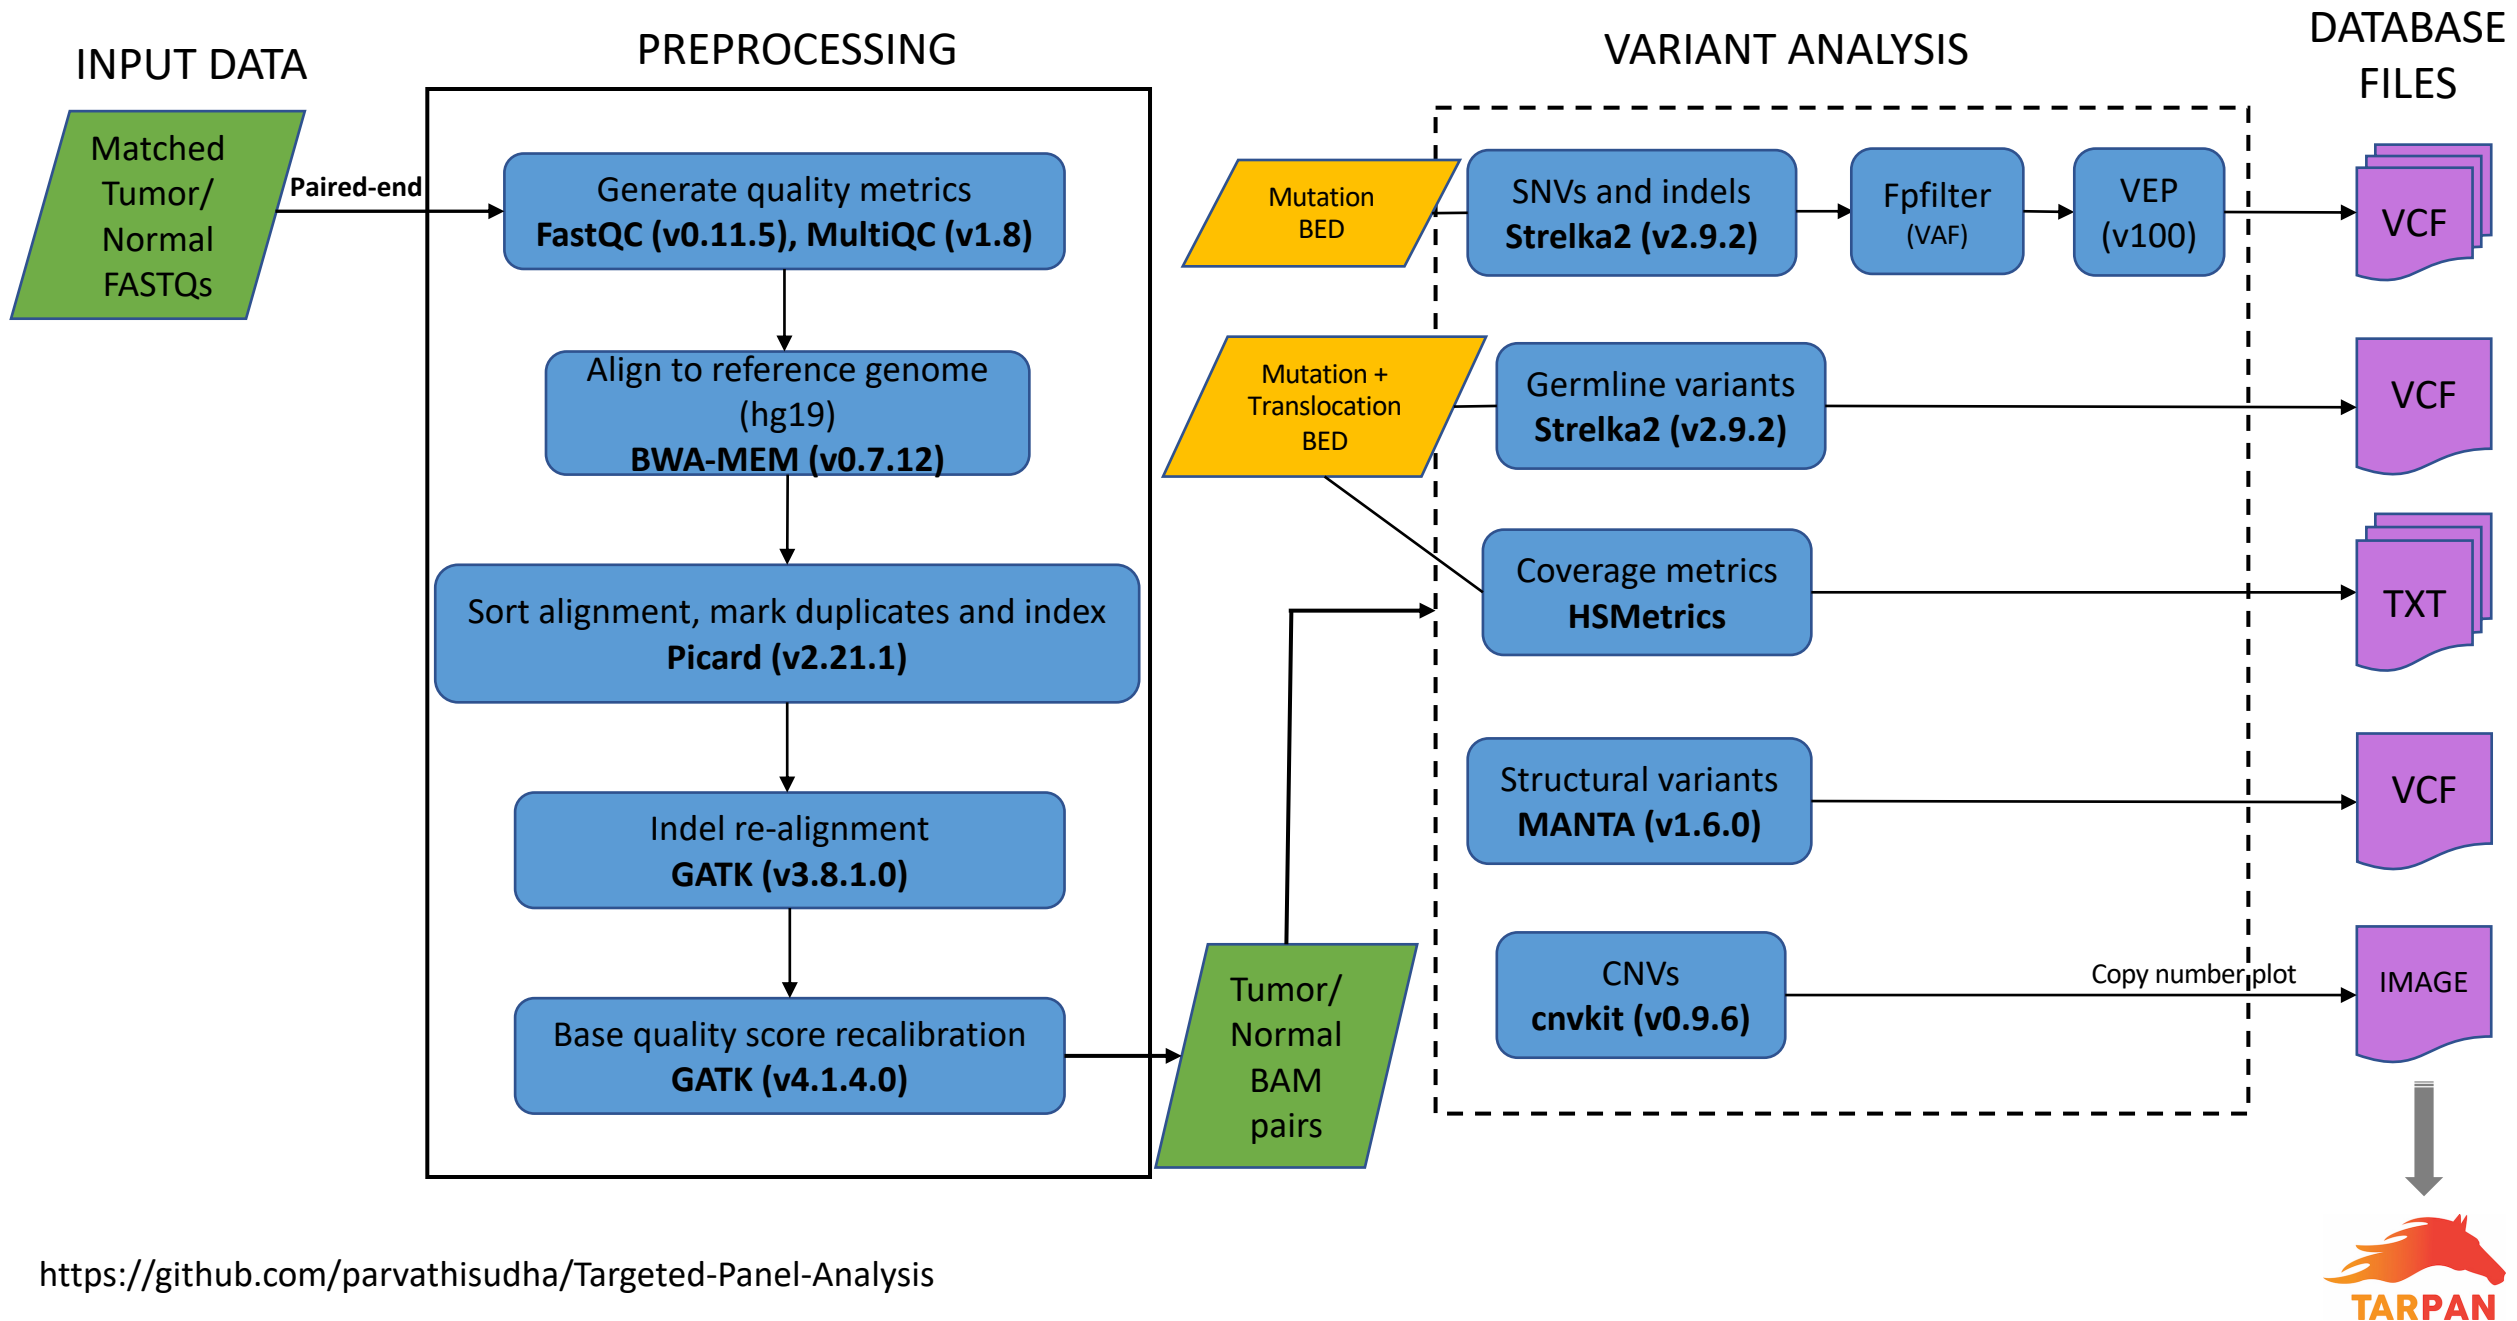 INPUT DATA
Matched
Tumor/
Normal
FASTQs
Paired-end
PREPROCESSING
Generate quality metrics
FastQC (v0.11.5), MultiQC (v1.8)
Align to reference genome
(hg19)
BWA-MEM (v0.7.12)
Sort alignment, mark duplicates and index
Picard (v2.21.1)
Indel re-alignment
GATK (v3.8.1.0)
Base quality score recalibration
GATK (v4.1.4.0)
Tumor/
Normal
BAM
pairs
VARIANT ANALYSIS
Mutation
BED
SNVs and indels
Strelka2 (v2.9.2)
Fpfilter
(VAF)
VEP
(v100)
Mutation +
Translocation
BED
Germline variants
Strelka2 (v2.9.2)
Coverage metrics
HSMetrics
Structural variants
MANTA (v1.6.0)
CNVs
cnvkit (v0.9.6)
Copy number plot
DATABASE
FILES
VCF
VCF
TXT
VCF
IMAGE
TARPAN
https://github.com/parvathisudha/Targeted-Panel-Analysis